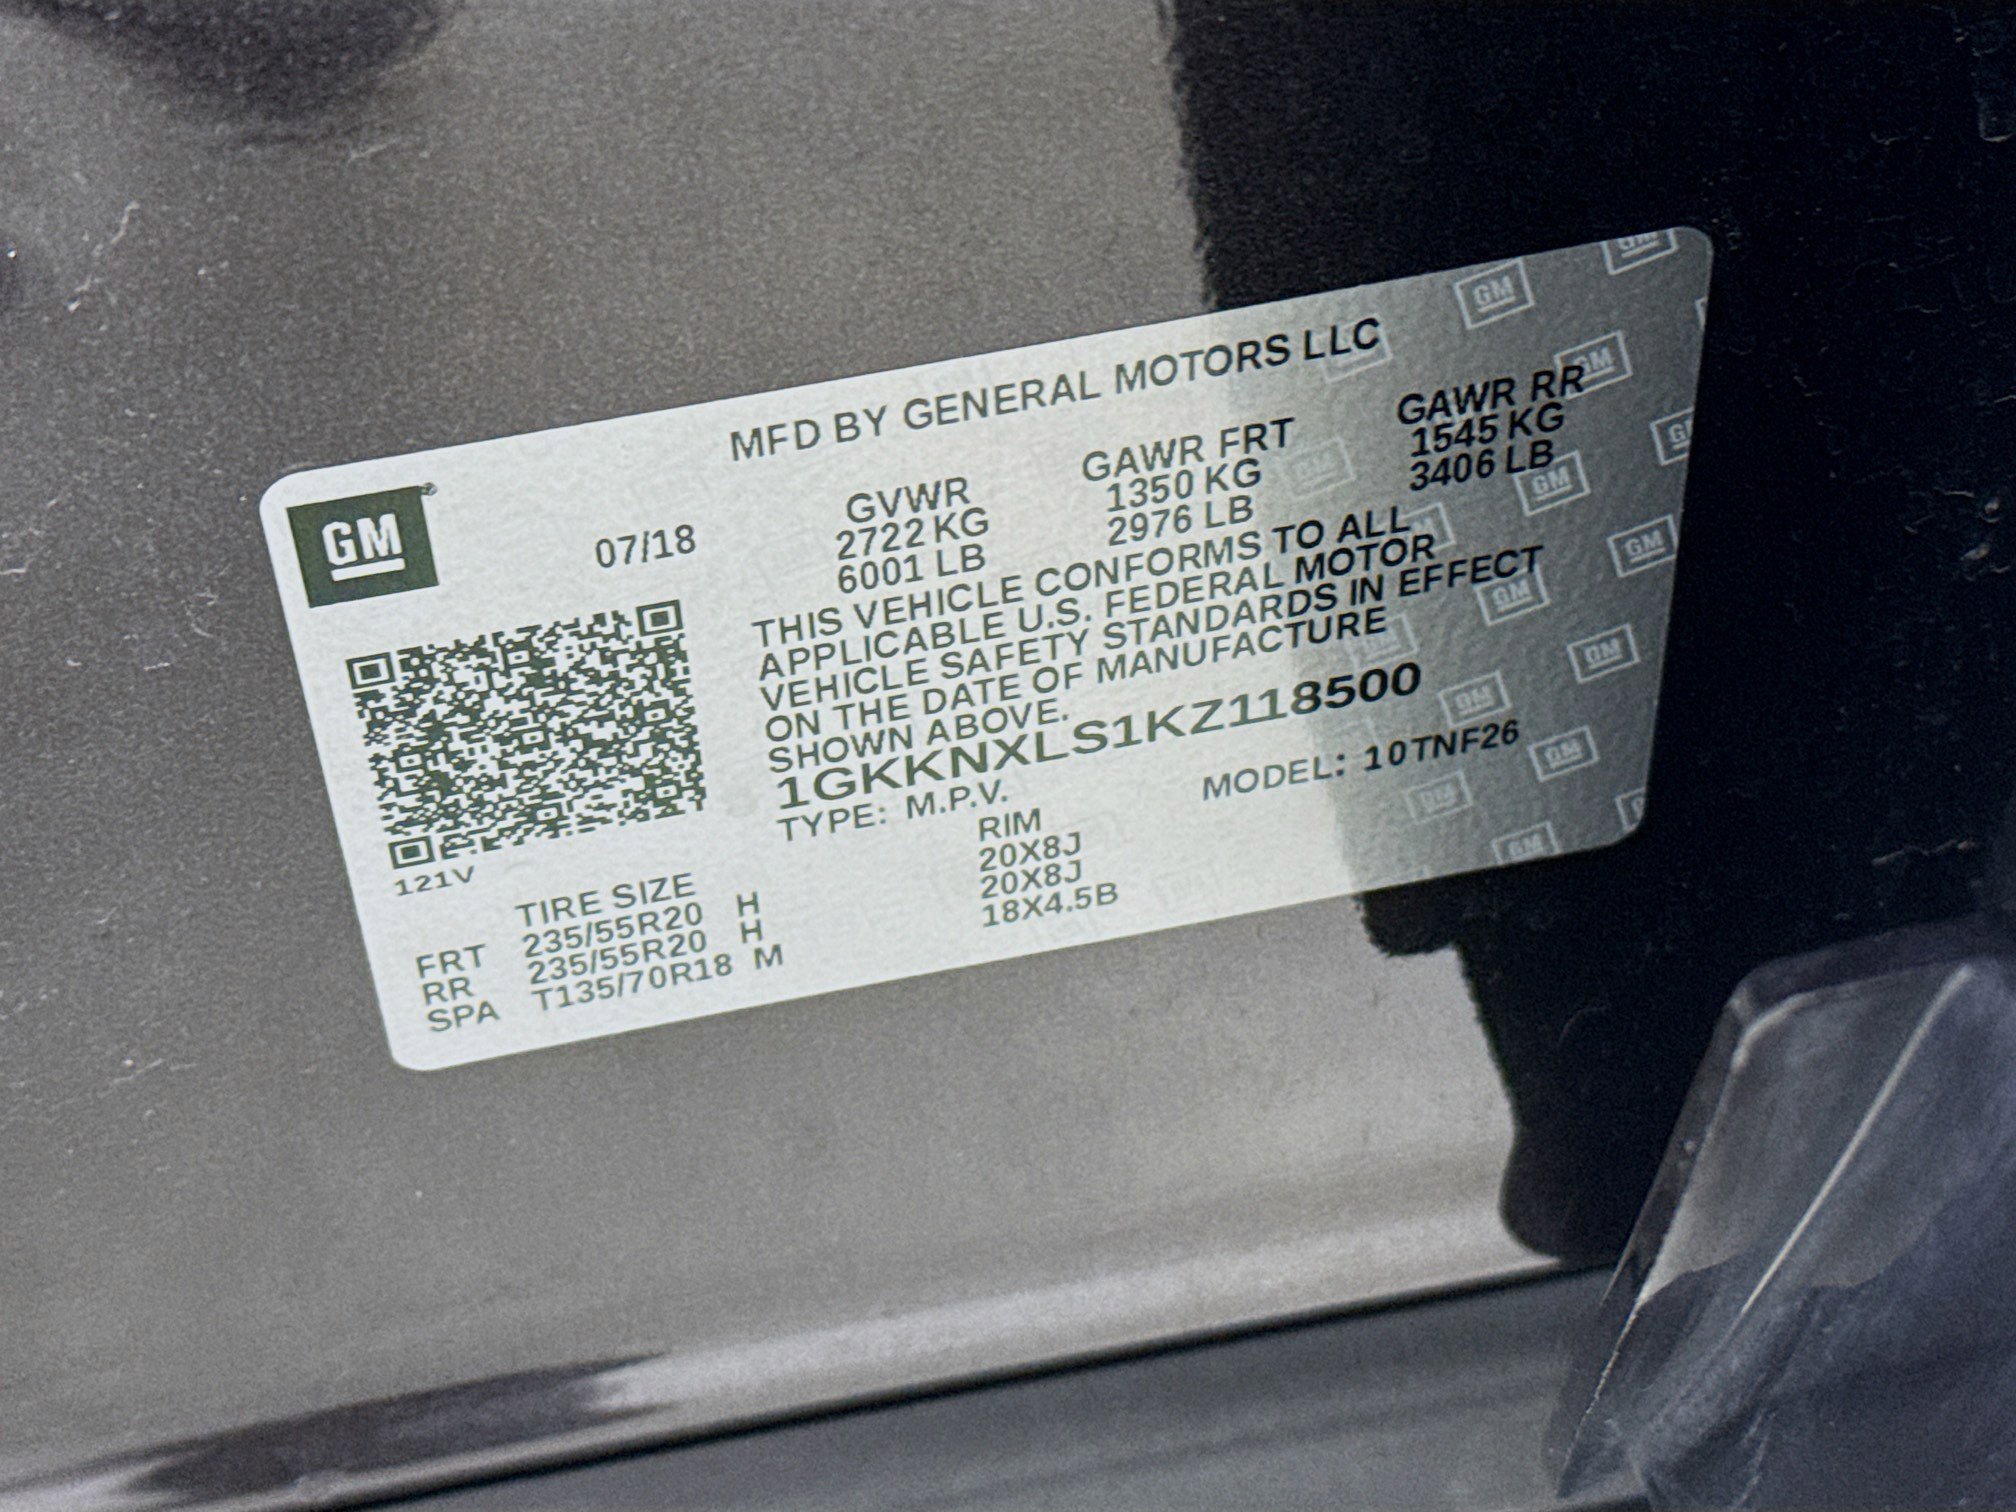 MFD BY GENERAL MOTORS LLC
GM
07/18
GVWR GAWR FRT GAWR RR
2722 KG 1350 KG 1545 KG
6001 LB 2976 LB 3406 LB
THIS VEHICLE CONFORMS TO ALL
APPLICABLE U.S. FEDERAL MOTOR
VEHICLE SAFETY STANDARDS IN EFFECT
ON THE DATE OF MANUFACTURE
SHOWN ABOVE.
1GKKNXLS1KZ118500
TYPE: M.P.V. MODEL: 10TNF26
121V
TIRE SIZE RIM
FRT 235/55R20 H 20X8J
RR 235/55R20 H 20X8J
SPA T135/70R18 M 18X4.5B